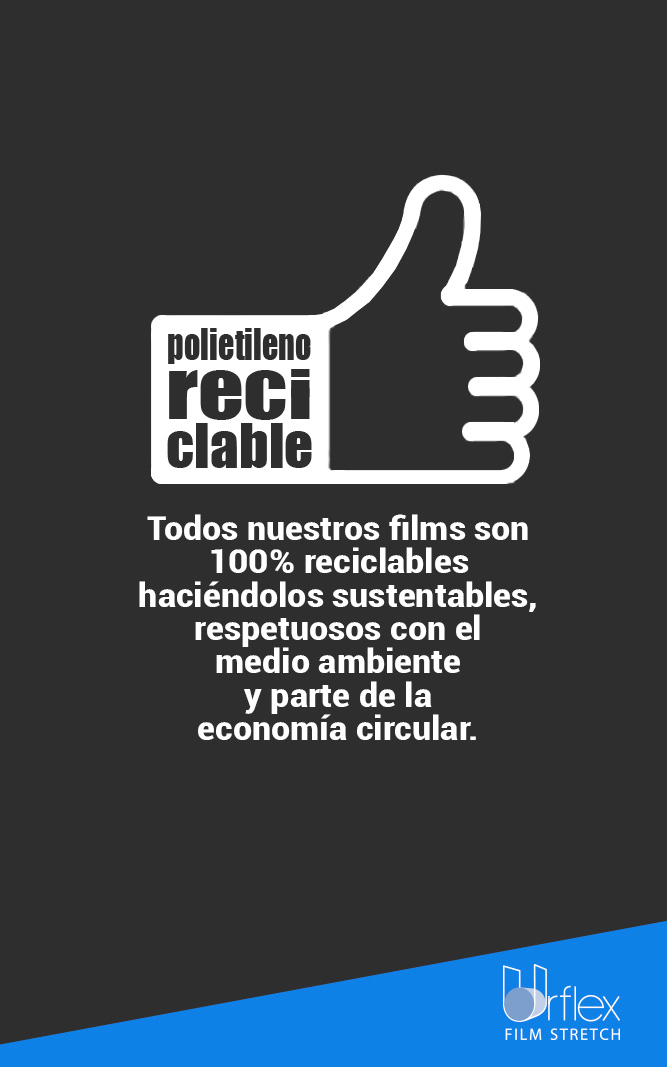 polietileno
reci
clable
Todos nuestros films son
100% reciclables
haciéndolos sustentables,
respetuosos con el
medio ambiente
y parte de la
economía circular.
Urflex
FILM STRETCH